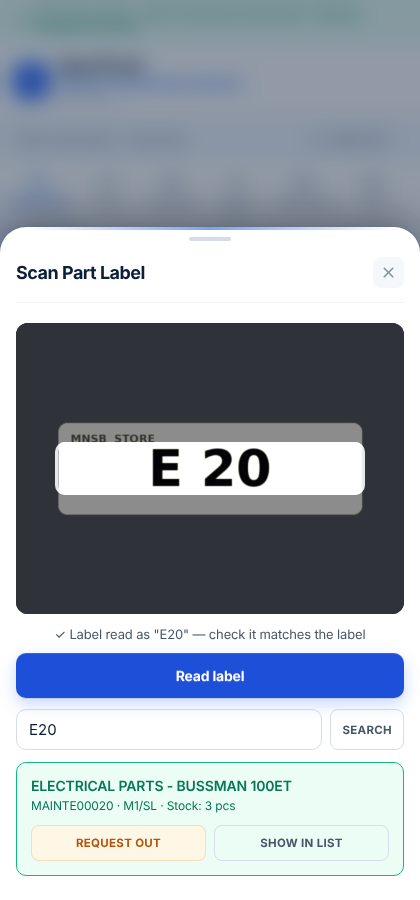 Scan Part Label
MNSB STORE
E 20
✓ Label read as "E20" — check it matches the label
Read label
E20
SEARCH
ELECTRICAL PARTS - BUSSMAN 100ET
MAINTE00020 · M1/SL · Stock: 3 pcs
REQUEST OUT
SHOW IN LIST